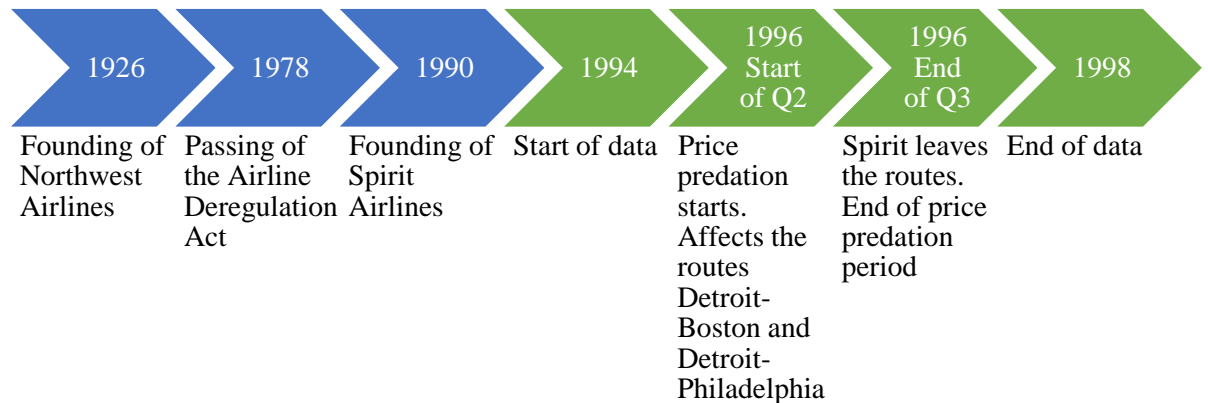 1926
Founding of
Northwest
Airlines
1978
Passing of
the Airline
Deregulation
Act
1990
Founding of
Spirit
Airlines
1994
Start of data
1996
Start
of Q2
Price
predation
starts.
Affects the
routes
Detroit-
Boston and
Detroit-
Philadelphia
1996
End
of Q3
Spirit leaves
the routes.
End of price
predation
period
1998
End of data